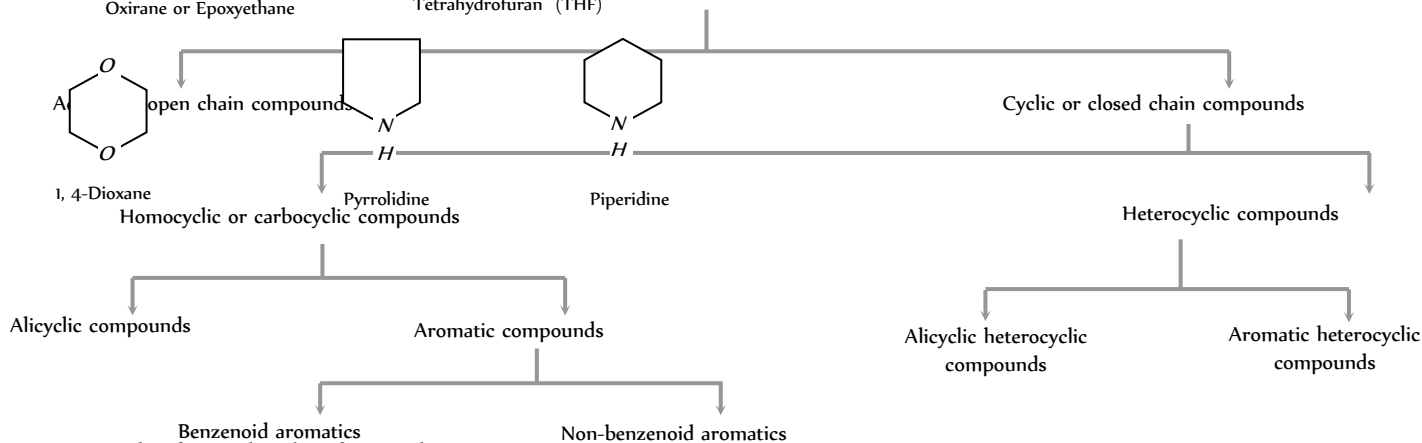 Oxirane or Epoxyethane
Tetrahydrofuran (THF)
O
open chain compounds
Cyclic or closed chain compounds
N
N
O
H
H
1, 4-Dioxane
Pyrrolidine
Piperidine
Homocyclic or carbocyclic compounds
Heterocyclic compounds
Alicyclic compounds
Aromatic compounds
Alicyclic heterocyclic
compounds
Aromatic heterocyclic
compounds
Benzenoid aromatics
Non-benzenoid aromatics